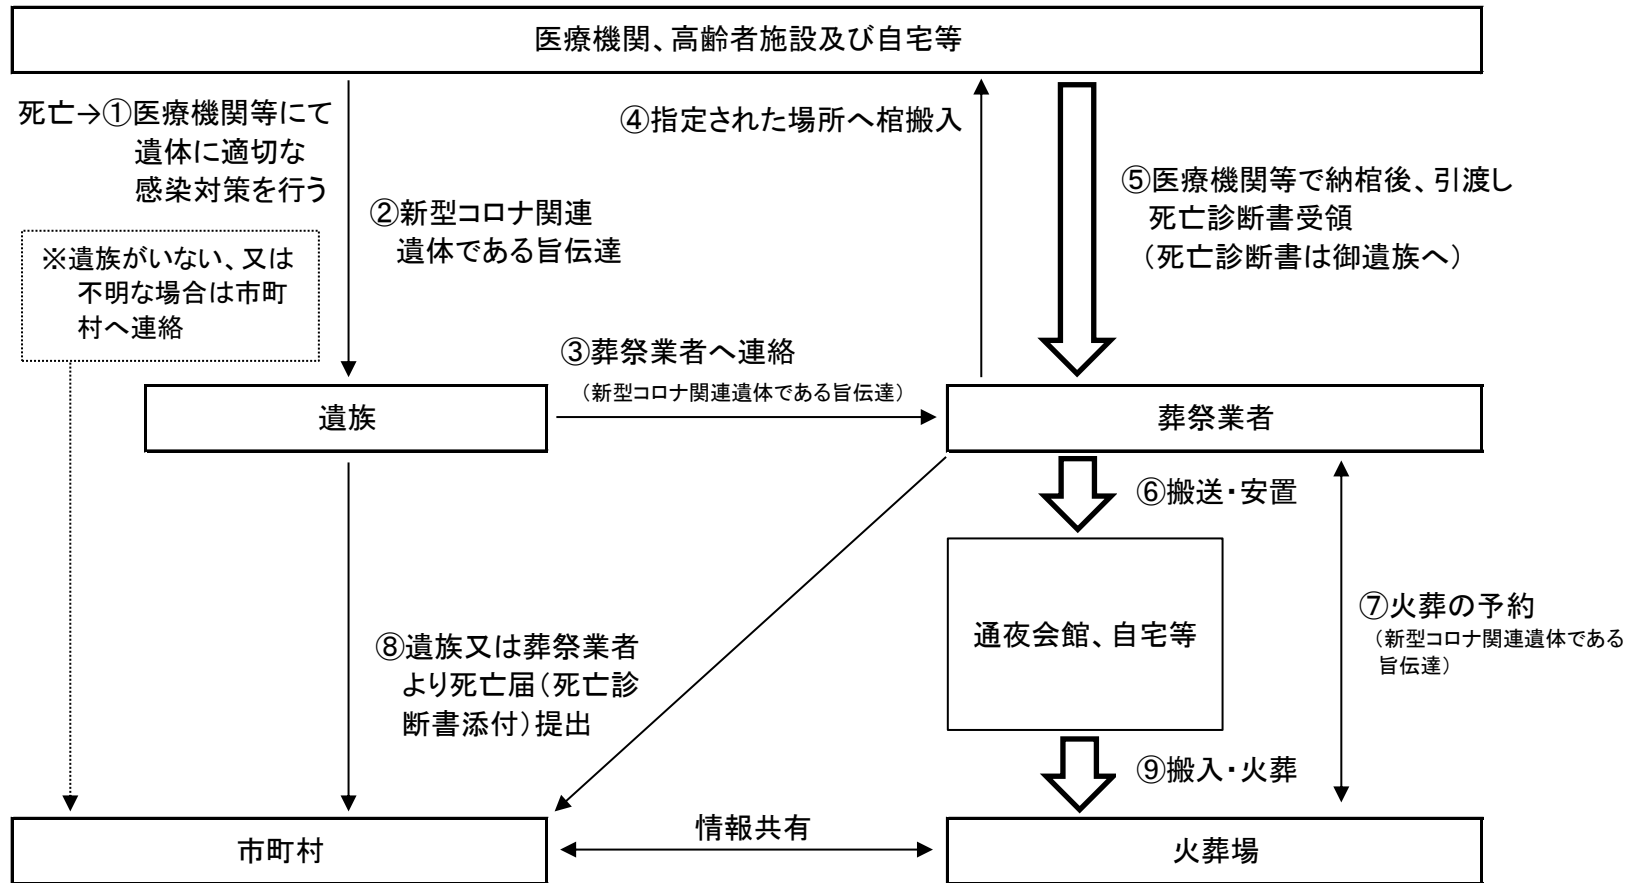 医療機関、高齢者施設及び自宅等
死亡→①医療機関等にて
遺体に適切な
感染対策を行う
②新型コロナ関連
遺体である旨伝達
※遺族がいない、又は
不明な場合は市町
村へ連絡
④指定された場所へ棺搬入
⑤医療機関等で納棺後、引渡し
死亡診断書受領
（死亡診断書は御遺族へ）
③葬祭業者へ連絡
（新型コロナ関連遺体である旨伝達）
遺族
葬祭業者
⑥搬送・安置
通夜会館、自宅等
⑦火葬の予約
（新型コロナ関連遺体である
旨伝達）
⑧遺族又は葬祭業者
より死亡届（死亡診
断書添付）提出
⑨搬入・火葬
市町村
情報共有
火葬場